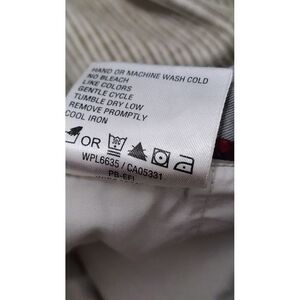 HAND OR MACHINE WASH COLD
NO BLEACH
LIKE COLORS
GENTLE CYCLE
TUMBLE DRY LOW
REMOVE PROMPTLY
COOL IRON
OR
WPL6635 / CA05331
PB-EFL